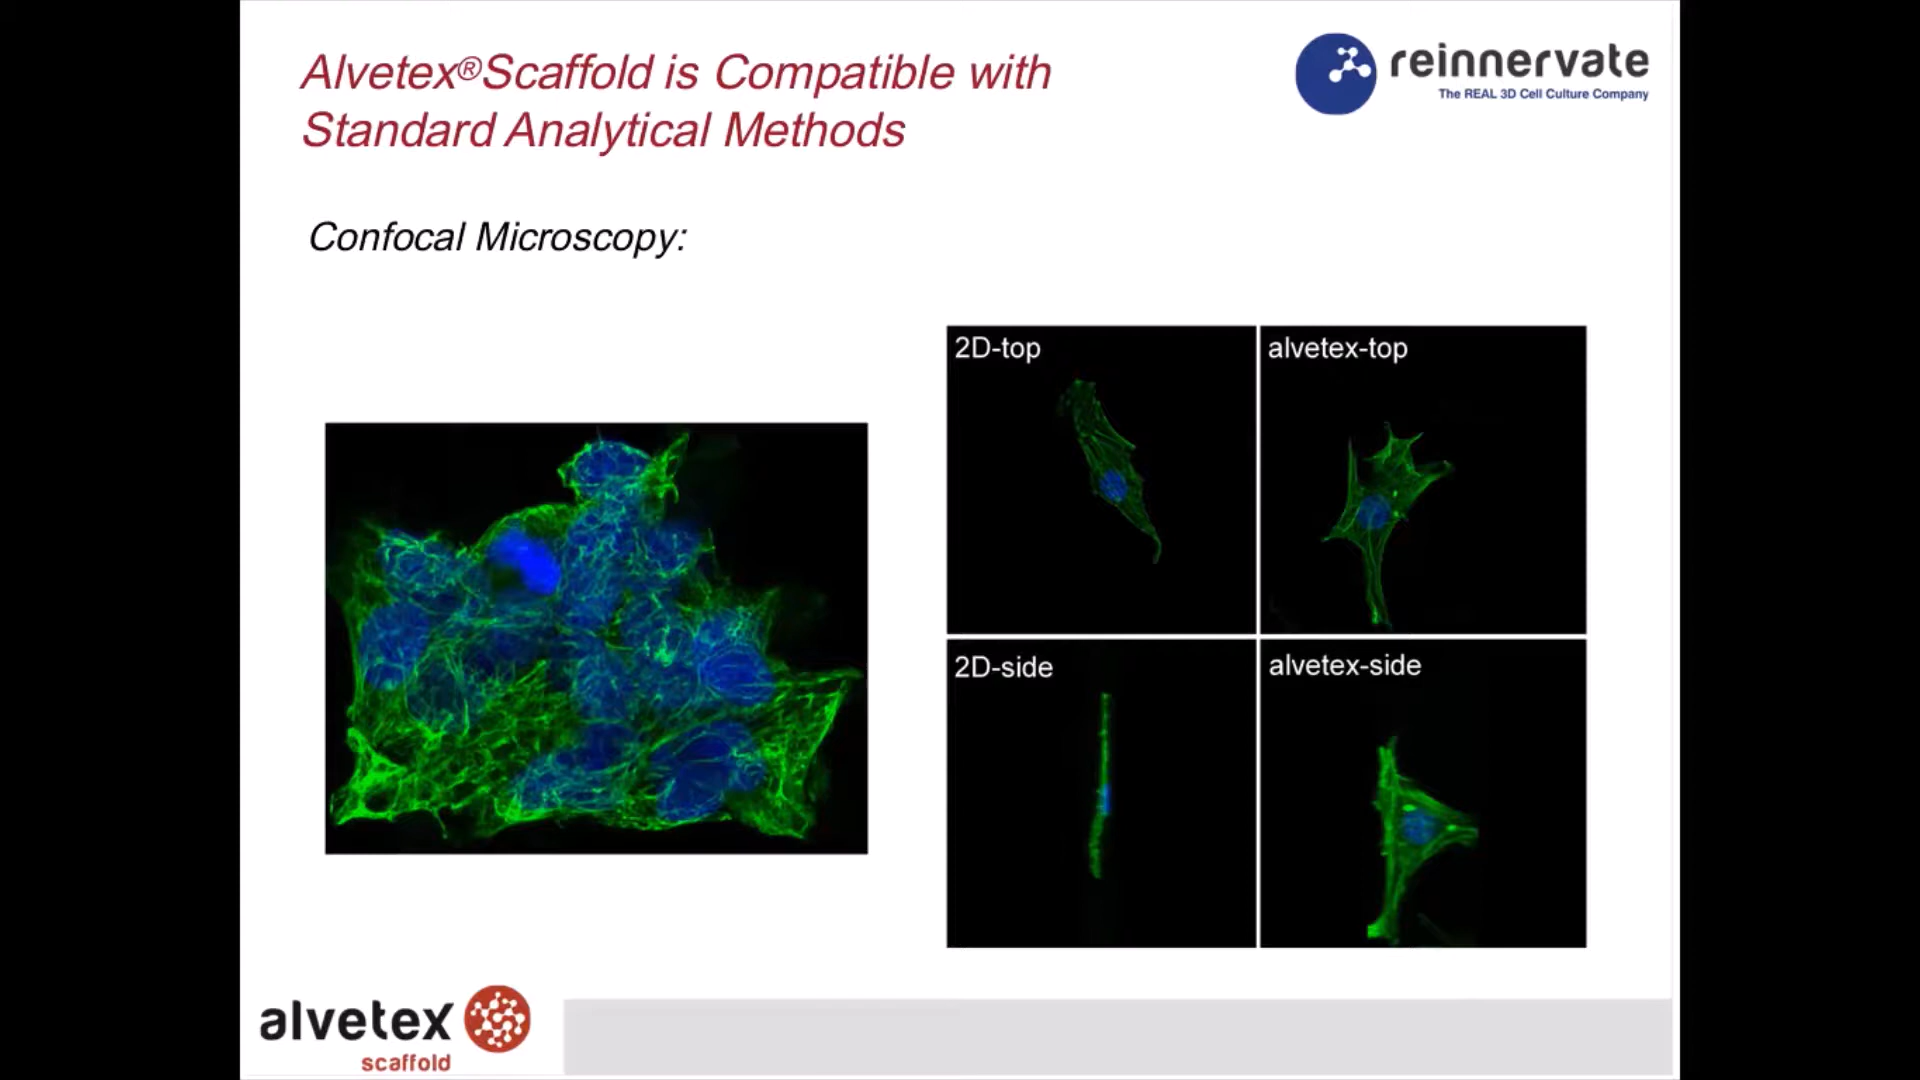 Alvetex®Scaffold is Compatible with
Standard Analytical Methods
reinnervate
The REAL 3D Cell Culture Company
Confocal Microscopy:
2D-top
alvetex-top
2D-side
alvetex-side
alvetex
scaffold